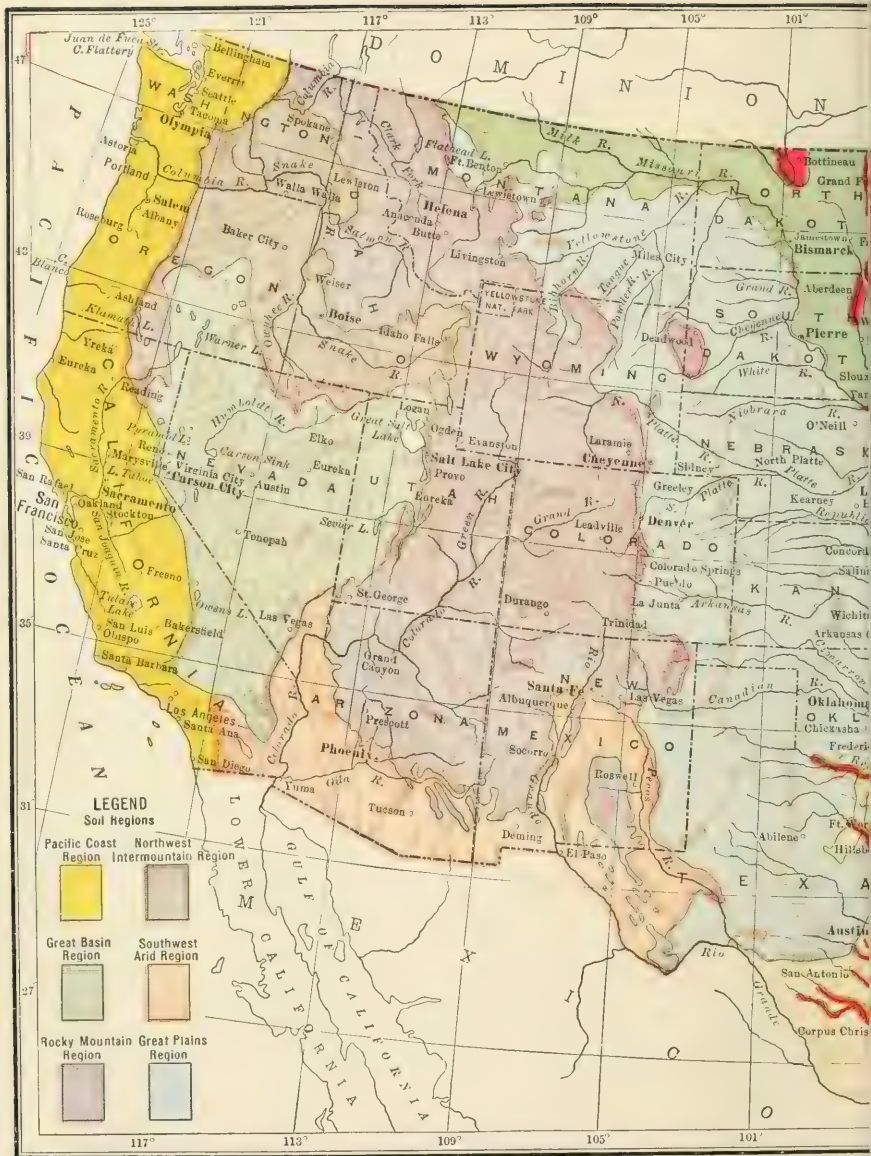 125° 121° 117° 113° 109° 105° 101°
47
43
39
35
31
27
Juan de Fuca Str.
C. Flattery
Bellingham
Everett
Seattle
Tacoma
Olympia
WASHINGTON
Spokane
Columbia R.
DOMINION
Clark Fork
Flathead L.
Ft. Benton
Milk R.
Missouri R.
Bottineau
Grand F
Astoria
Portland
Columbia R.
Snake
Walla Walla
Lewiston
MONTANA
Lewistown
Helena
Anaconda
Butte
NORTH
DAKOT
Jamestown
Bismarck
Salem
Albany
Roseburg
OREGON
Baker City
Salmon R.
IDAHO
Livingston
Yellowstone
Miles City
C. Blanco
Weiser
Boise
Owyhee R.
YELLOWSTONE
NAT. PARK
Bighorn R.
Tongue
Powder R.
Grand R.
Aberdeen
SOUTH
Cheyenne R.
Pierre
Ashland
Klamath L.
Warner L.
Idaho Falls
Snake R.
WYOMING
Deadwood
DAKOT
White R.
Sioux
Yreka
Eureka
Reading
CALIFORNIA
Sacramento R.
Humboldt R.
Elko
Logan
Great Salt Lake
Ogden
Evanston
Laramie
Cheyenne
N. Platte
R.
Niobrara R.
O'Neill
NEBRASK
Pyramid L.
Reno
Marysville
Virginia City
L. Tahoe
Carson City
Carson Sink
NEVADA
Eureka
Austin
Salt Lake City
Provo
Eureka
UTAH
Sidney
North Platte
Platte
Kearney
Greeley
S. Platte R.
Republic
San Rafael
San Francisco
Oakland
Sacramento
Stockton
San Jose
Santa Cruz
San Joaquin R.
Tonopah
Sevier L.
Green R.
Grand R.
Leadville
COLORADO
Denver
Colorado Springs
Pueblo
La Junta
Arkansas R.
Concord
Salin
KAN
Wichit
Arkansas C
Fresno
Tulare Lake
Owens L.
Las Vegas
St. George
Colorado R.
Durango
Trinidad
Cimarron
San Luis Obispo
Bakersfield
Santa Barbara
Grand Canyon
Rio
Santa Fe
Albuquerque
NEW
Las Vegas
Canadian R.
Oklahom
OKL
Chickasha
Los Angeles
Santa Ana
San Diego
Colorado R.
ARIZONA
Prescott
Phoenix
MEXICO
Socorro
Roswell
Pecos R.
Grande
Frederi
Yuma
Gila R.
Tucson
Deming
El Paso
Abilene
Ft. Wor
Hillsb
TEXA
Austin
San Antonio
Rio Grande
Corpus Chris
PACIFIC OCEAN
LOWER CALIFORNIA
GULF OF CALIFORNIA
MEXICO
LEGEND
Soil Regions
Pacific Coast Region
Northwest Intermountain Region
Great Basin Region
Southwest Arid Region
Rocky Mountain Region
Great Plains Region
117° 113° 109° 105° 101°